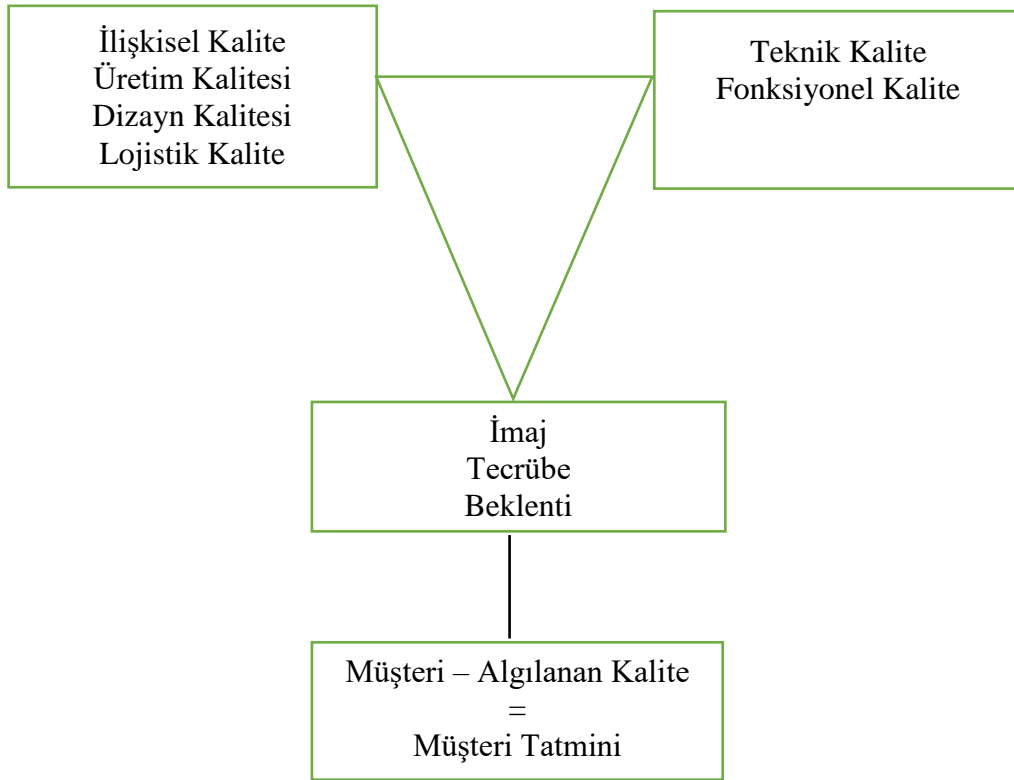 İlişkisel Kalite
Üretim Kalitesi
Dizayn Kalitesi
Lojistik Kalite
Teknik Kalite
Fonksiyonel Kalite
İmaj
Tecrübe
Beklenti
Müşteri – Algılanan Kalite
=
Müşteri Tatmini